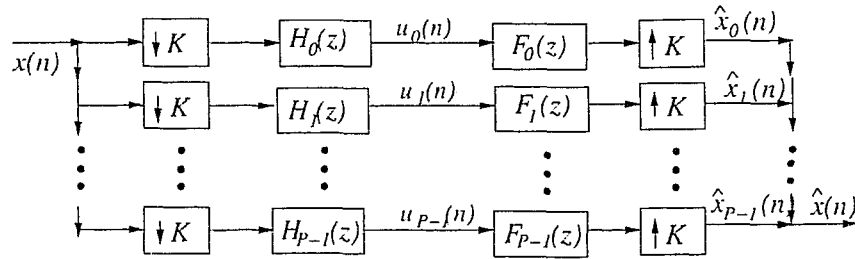 ↓ K H_0(z) u_0(n) F_0(z) ↑ K x̂_0(n)
x(n)
↓ K H_1(z) u_1(n) F_1(z) ↑ K x̂_1(n)
↓ K H_{P-1}(z) u_{P-1}(n) F_{P-1}(z) ↑ K x̂_{P-1}(n) x̂(n)